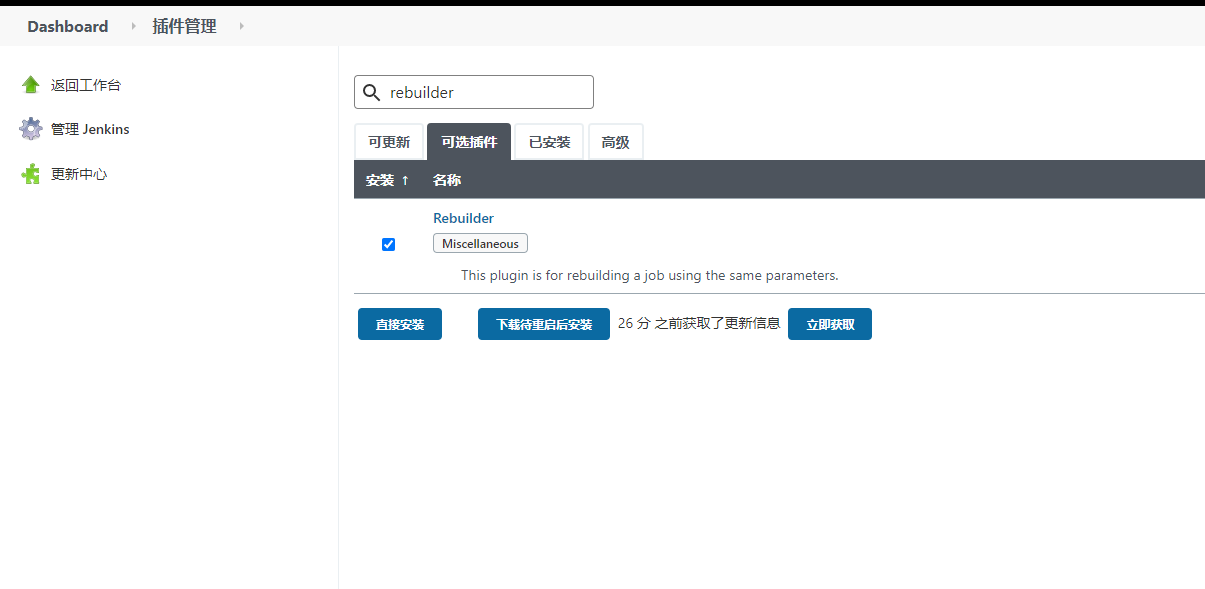 Dashboard 插件管理
返回工作台
管理 Jenkins
更新中心
rebuilder
可更新 可选插件 已安装 高级
安装 ↑ 名称
Rebuilder
Miscellaneous
This plugin is for rebuilding a job using the same parameters.
直接安装 下载待重启后安装 26 分 之前获取了更新信息 立即获取